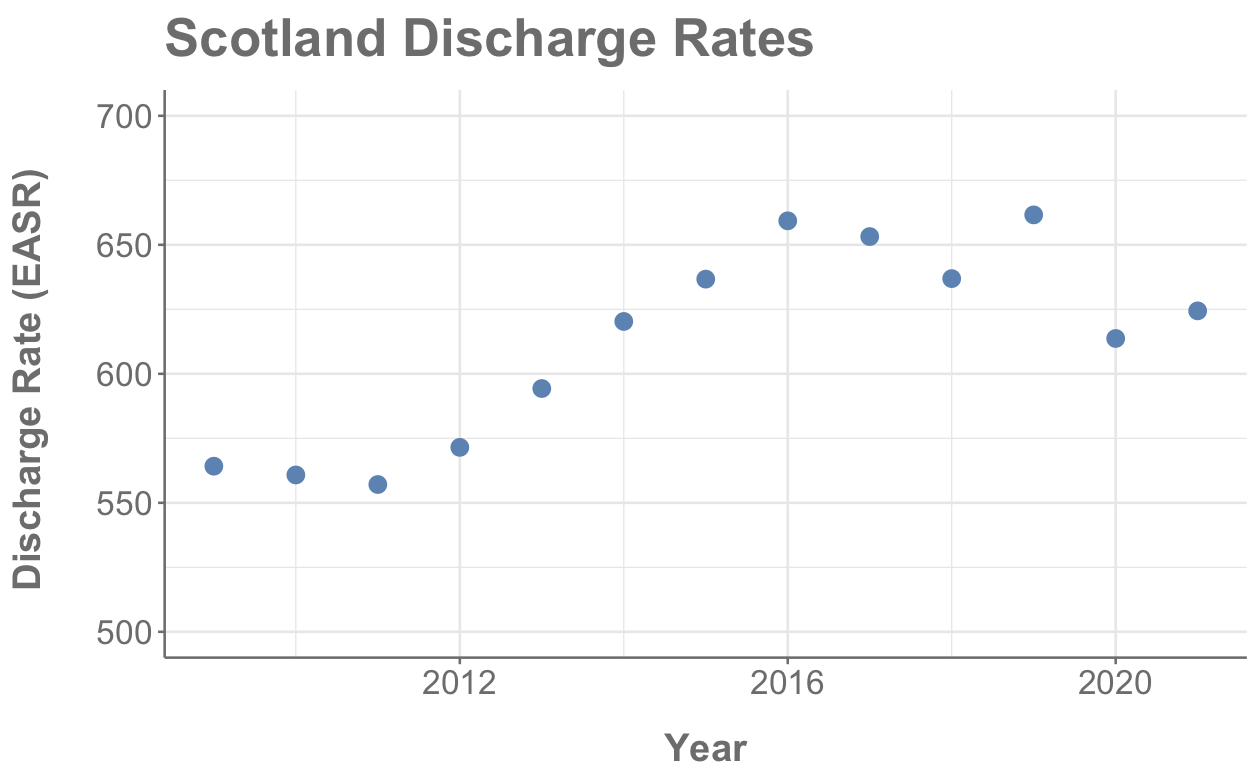 Scotland Discharge Rates
Discharge Rate (EASR)
700
650
600
550
500
2012 2016 2020
Year